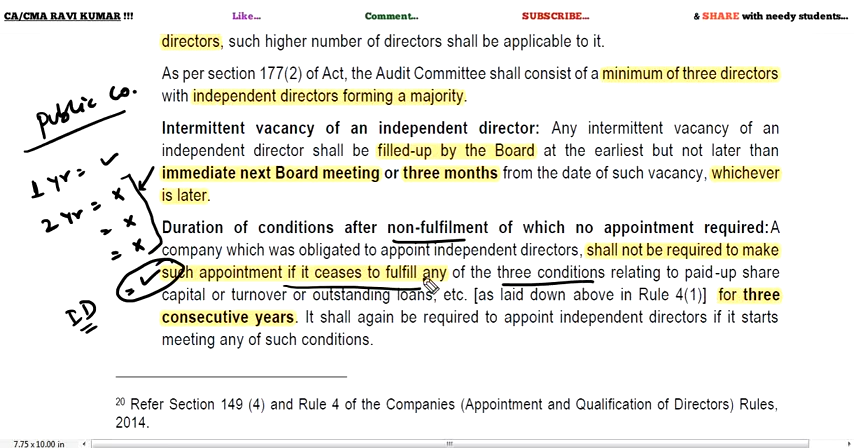 CA/CMA RAVI KUMAR !!! Like... Comment... SUBSCRIBE... & SHARE with needy students...
directors, such higher number of directors shall be applicable to it.
As per section 177(2) of Act, the Audit Committee shall consist of a minimum of three directors
with independent directors forming a majority.
Public Co.
Intermittent vacancy of an independent director: Any intermittent vacancy of an
independent director shall be filled-up by the Board at the earliest but not later than
immediate next Board meeting or three months from the date of such vacancy, whichever
is later.
1 yr = ✓
2 yr = x
= x
= x
= ✓
ID
Duration of conditions after non-fulfilment of which no appointment required:A
company which was obligated to appoint independent directors, shall not be required to make
such appointment if it ceases to fulfill any of the three conditions relating to paid-up share
capital or turnover or outstanding loans, etc. [as laid down above in Rule 4(1)] for three
consecutive years. It shall again be required to appoint independent directors if it starts
meeting any of such conditions.
20 Refer Section 149 (4) and Rule 4 of the Companies (Appointment and Qualification of Directors) Rules,
2014.
7.75 x 10.00 in